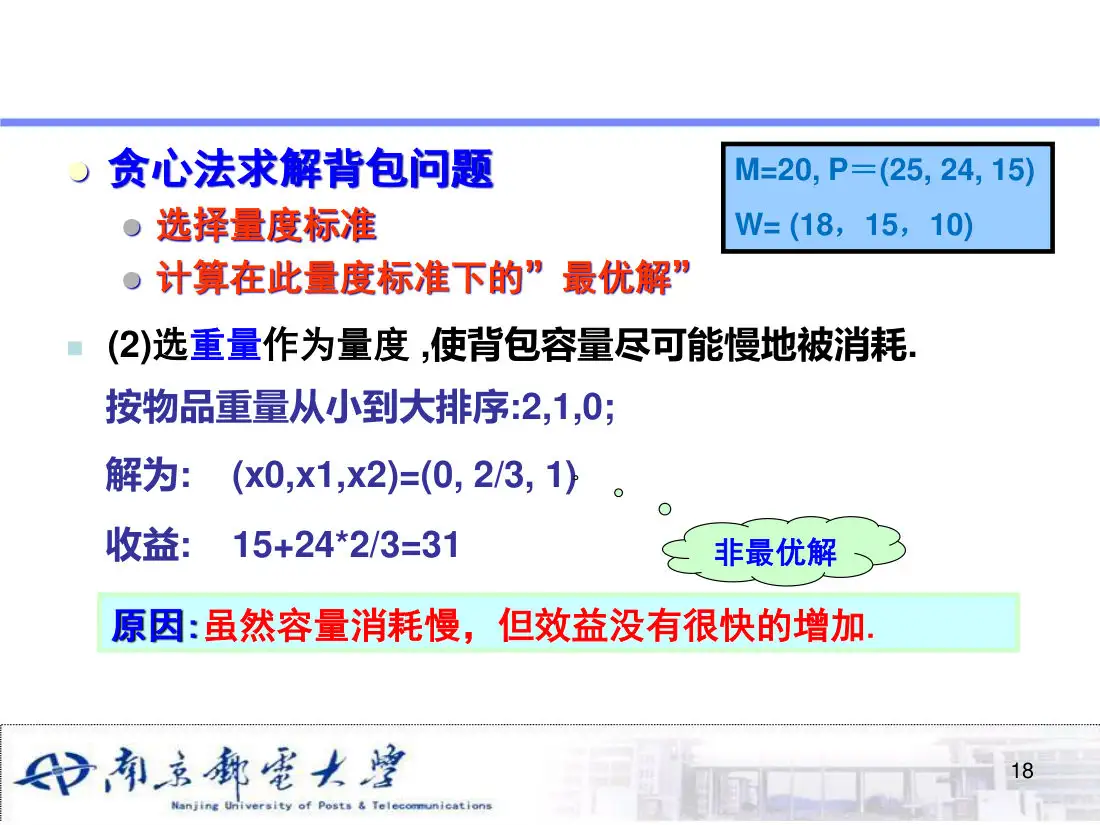 贪心法求解背包问题
M=20, P＝(25, 24, 15)
W= (18，15，10)
选择量度标准
计算在此量度标准下的”最优解”
(2)选重量作为量度 ,使背包容量尽可能慢地被消耗.
按物品重量从小到大排序:2,1,0;
解为: (x0,x1,x2)=(0, 2/3, 1)
收益: 15+24*2/3=31
非最优解
原因:虽然容量消耗慢，但效益没有很快的增加.
南京郵電大學
Nanjing University of Posts & Telecommunications
18